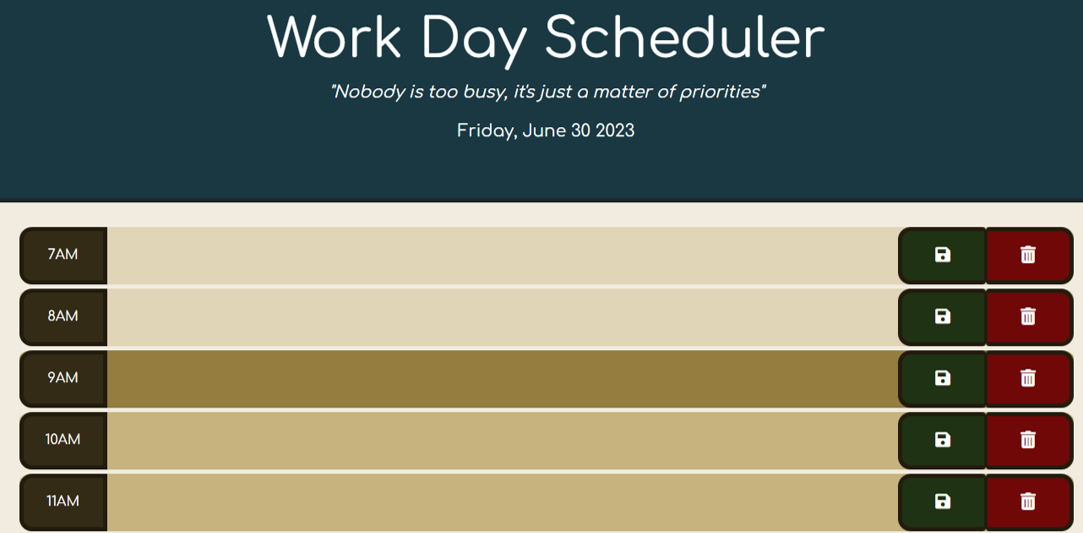 Work Day Scheduler
"Nobody is too busy, it's just a matter of priorities"
Friday, June 30 2023
7AM
8AM
9AM
10AM
11AM